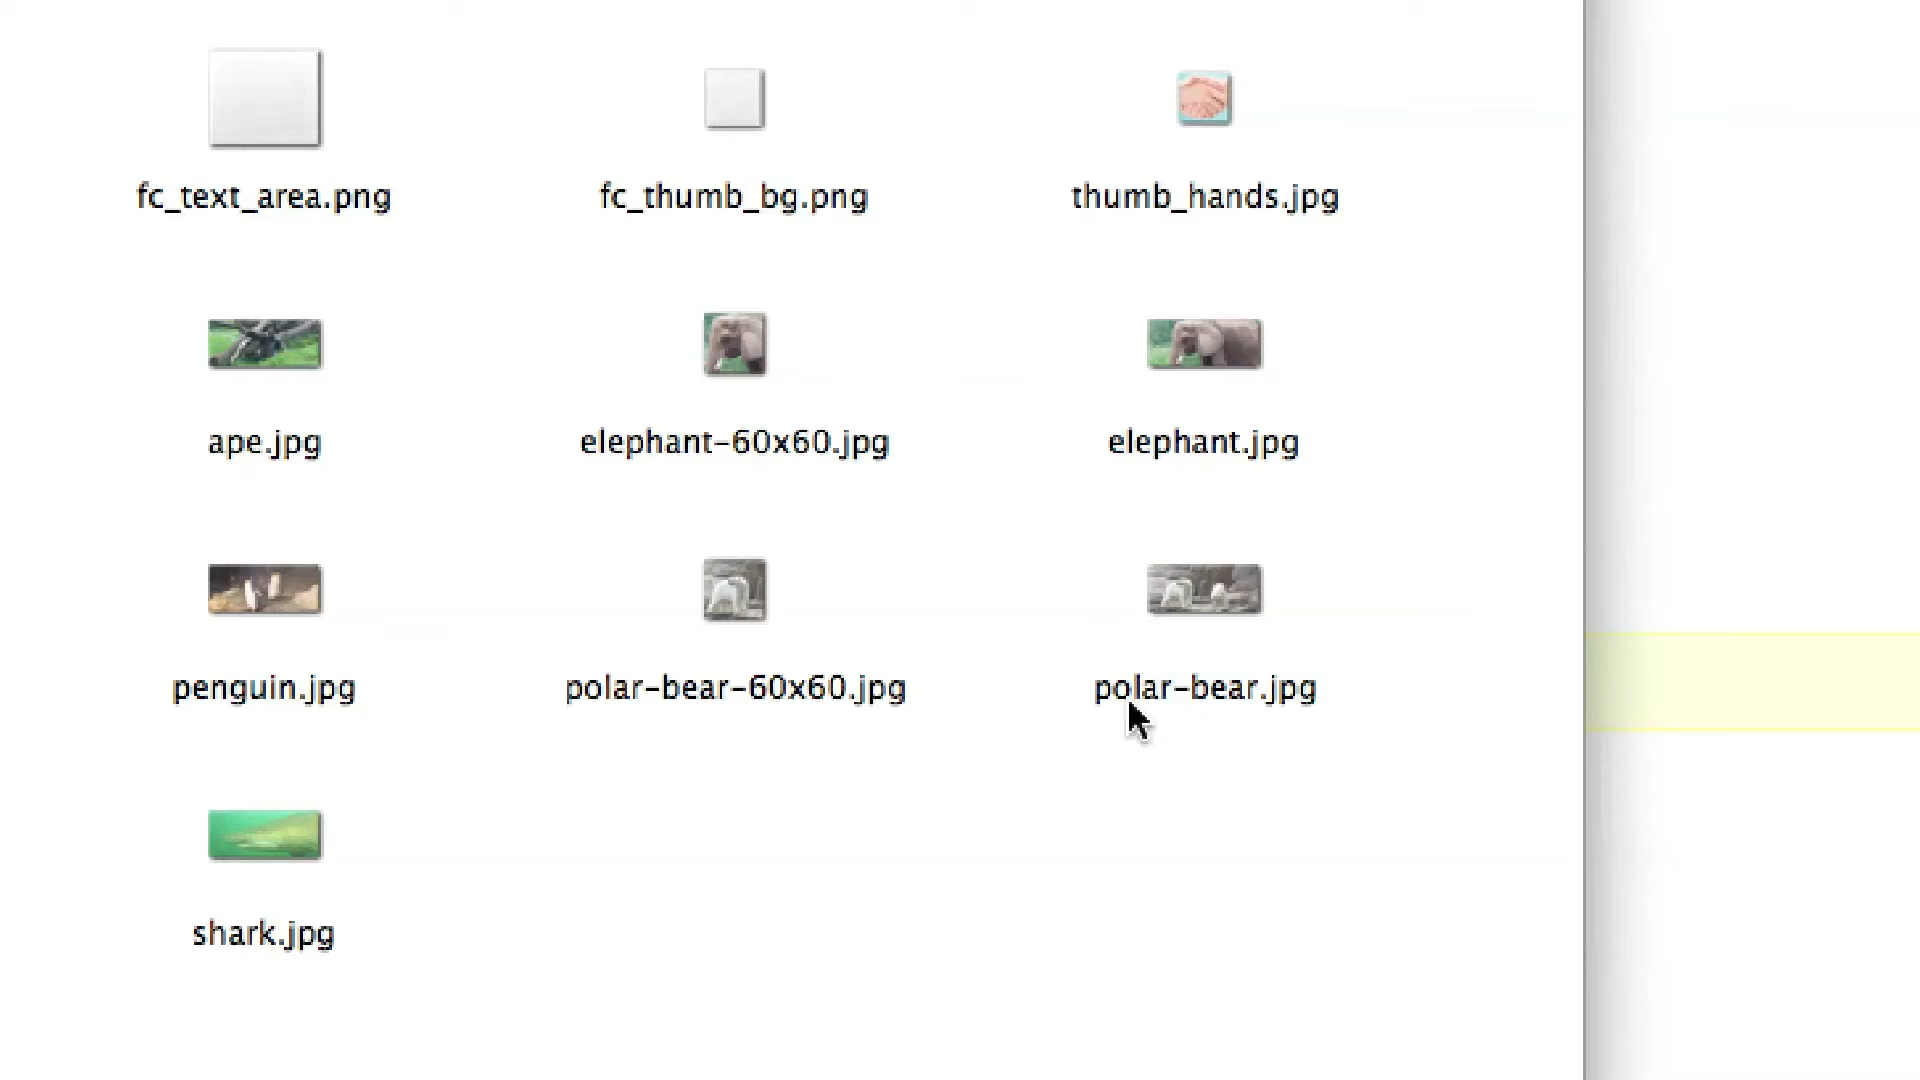 fc_text_area.png
fc_thumb_bg.png
thumb_hands.jpg
ape.jpg
elephant-60x60.jpg
elephant.jpg
penguin.jpg
polar-bear-60x60.jpg
polar-bear.jpg
shark.jpg